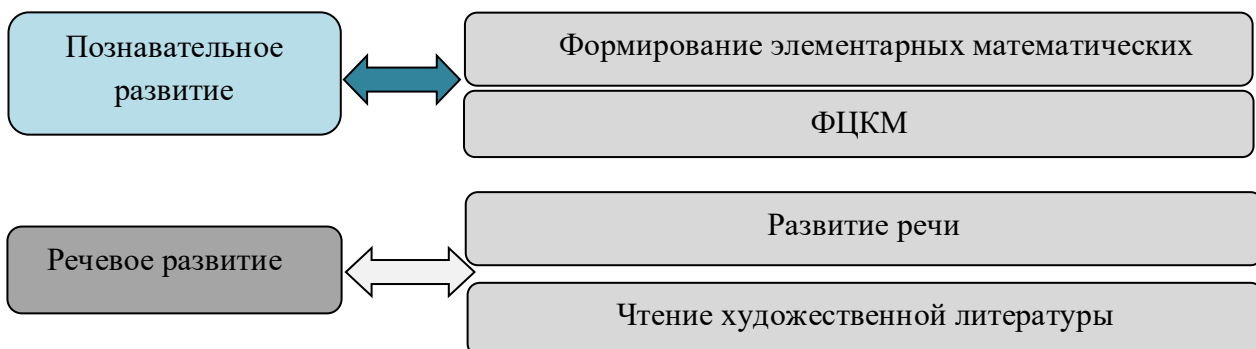 Познавательное
развитие
Формирование элементарных математических
ФЦКМ
Речевое развитие
Развитие речи
Чтение художественной литературы